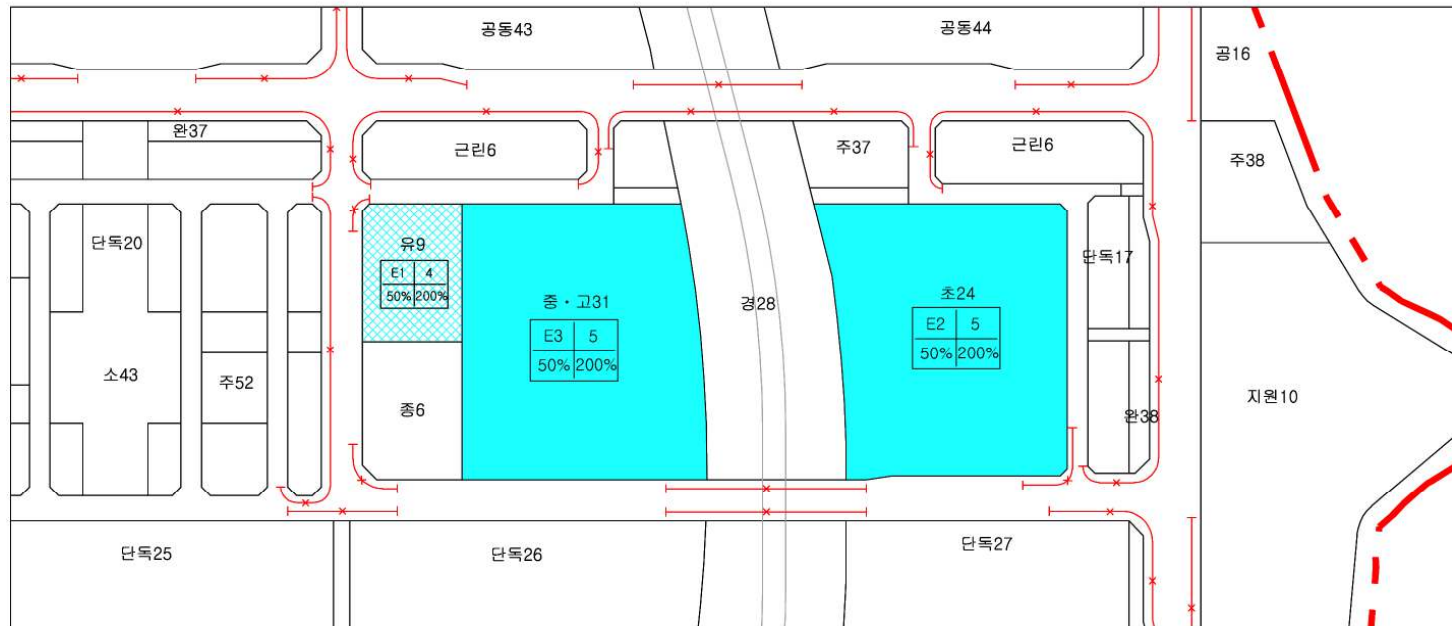 공동43
공동44
공16
완37
근린6
주37
근린6
주38
단독20
유9
E1 4
50% 200%
중・고31
E3 5
50% 200%
경28
초24
E2 5
50% 200%
단독17
소43
주52
종6
완38
지원10
단독25
단독26
단독27